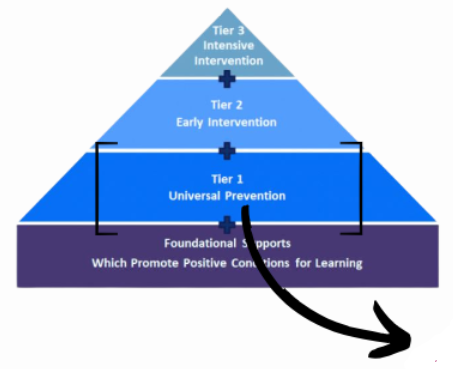 Tier 3
Intensive
Intervention
Tier 2
Early Intervention
Tier 1
Universal Prevention
Foundational Supports
Which Promote Positive Conditions for Learning